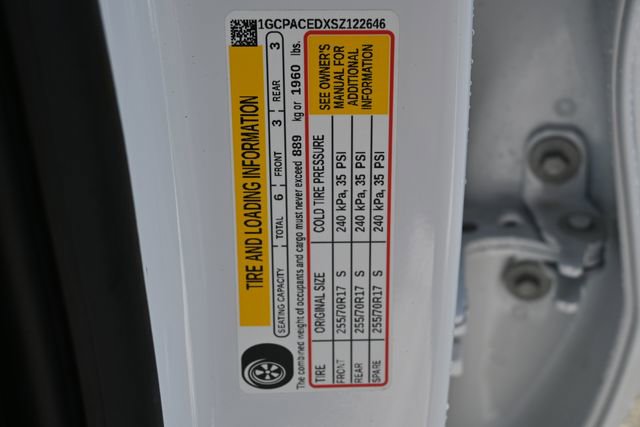 1GCPACEDXSZ122646
TIRE AND LOADING INFORMATION
SEATING CAPACITY TOTAL 6 FRONT 3 REAR 3
The combined weight of occupants and cargo must never exceed 889 kg or 1960 lbs.
TIRE ORIGINAL SIZE COLD TIRE PRESSURE
FRONT 255/70R17 S 240 kPa, 35 PSI
REAR 255/70R17 S 240 kPa, 35 PSI
SPARE 255/70R17 S 240 kPa, 35 PSI
SEE OWNER'S
MANUAL FOR
ADDITIONAL
INFORMATION